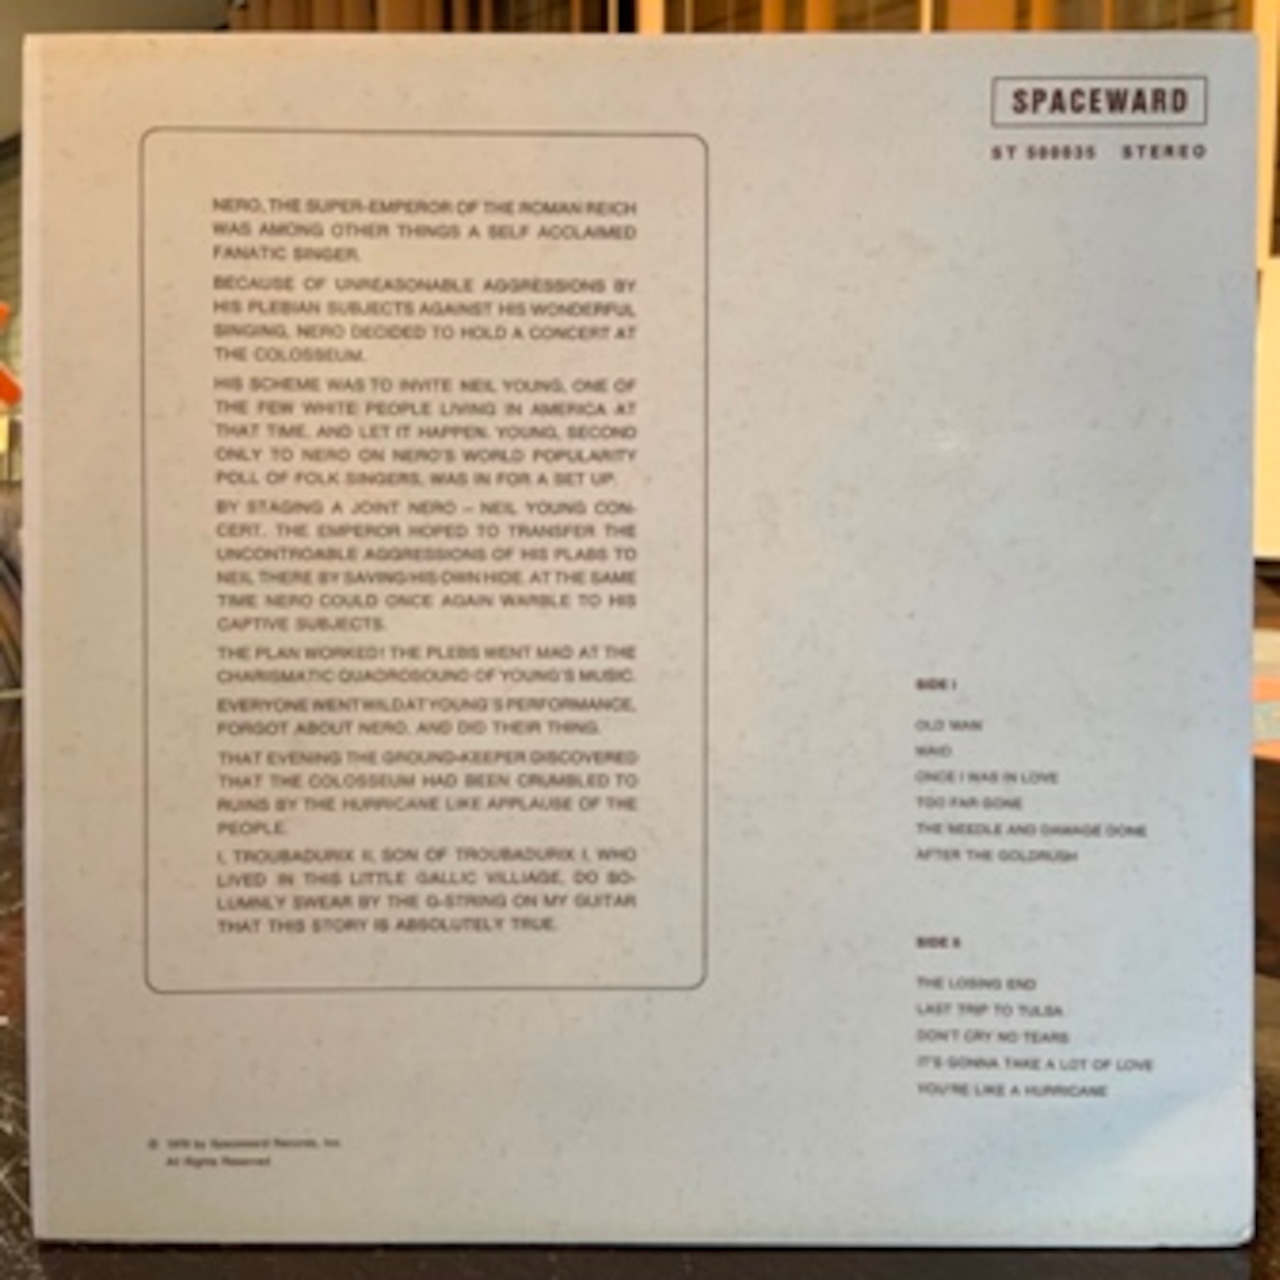 SPACEWARD
ST 500035 STEREO
NERO, THE SUPER-EMPEROR OF THE ROMAN REICH
WAS AMONG OTHER THINGS A SELF ACCLAIMED
FANATIC SINGER.
BECAUSE OF UNREASONABLE AGGRESSIONS BY
HIS PLEBIAN SUBJECTS AGAINST HIS WONDERFUL
SINGING, NERO DECIDED TO HOLD A CONCERT AT
THE COLOSSEUM.
HIS SCHEME WAS TO INVITE NEIL YOUNG, ONE OF
THE FEW WHITE PEOPLE LIVING IN AMERICA AT
THAT TIME, AND LET IT HAPPEN. YOUNG, SECOND
ONLY TO NERO ON NERO'S WORLD POPULARITY
POLL OF FOLK SINGERS, WAS IN FOR A SET UP.
BY STAGING A JOINT NERO – NEIL YOUNG CON-
CERT, THE EMPEROR HOPED TO TRANSFER THE
UNCONTROABLE AGGRESSIONS OF HIS PLABS TO
NEIL THERE BY SAVING HIS OWN HIDE. AT THE SAME
TIME NERO COULD ONCE AGAIN WARBLE TO HIS
CAPTIVE SUBJECTS.
THE PLAN WORKED! THE PLEBS WENT MAD AT THE
CHARISMATIC QUADROSOUND OF YOUNG'S MUSIC.
EVERYONE WENT WILD AT YOUNG'S PERFORMANCE,
FORGOT ABOUT NERO, AND DID THEIR THING.
THAT EVENING THE GROUND-KEEPER DISCOVERED
THAT THE COLOSSEUM HAD BEEN CRUMBLED TO
RUINS BY THE HURRICANE LIKE APPLAUSE OF THE
PEOPLE.
I, TROUBADURIX II, SON OF TROUBADURIX I, WHO
LIVED IN THIS LITTLE GALLIC VILLIAGE, DO SO-
LUMNLY SWEAR BY THE G-STRING ON MY GUITAR
THAT THIS STORY IS ABSOLUTELY TRUE.
SIDE I
OLD MAN
MAID
ONCE I WAS IN LOVE
TOO FAR GONE
THE NEEDLE AND DAMAGE DONE
AFTER THE GOLDRUSH
SIDE II
THE LOSING END
LAST TRIP TO TULSA
DON'T CRY NO TEARS
IT'S GONNA TAKE A LOT OF LOVE
YOU'RE LIKE A HURRICANE
© by Spaceward Records, Inc.
All Rights Reserved